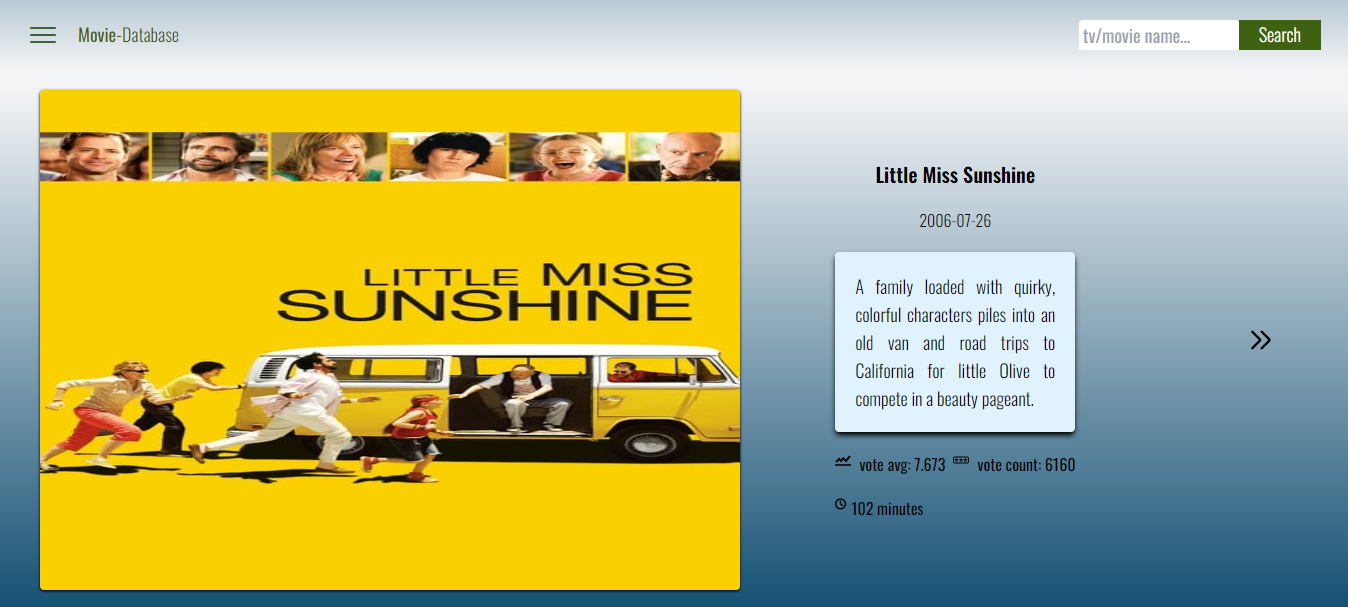 Movie-Database
tv/movie name...
Search
LITTLE MISS
SUNSHINE
Little Miss Sunshine
2006-07-26
A family loaded with quirky,
colorful characters piles into an
old van and road trips to
California for little Olive to
compete in a beauty pageant.
vote avg: 7.673 vote count: 6160
102 minutes